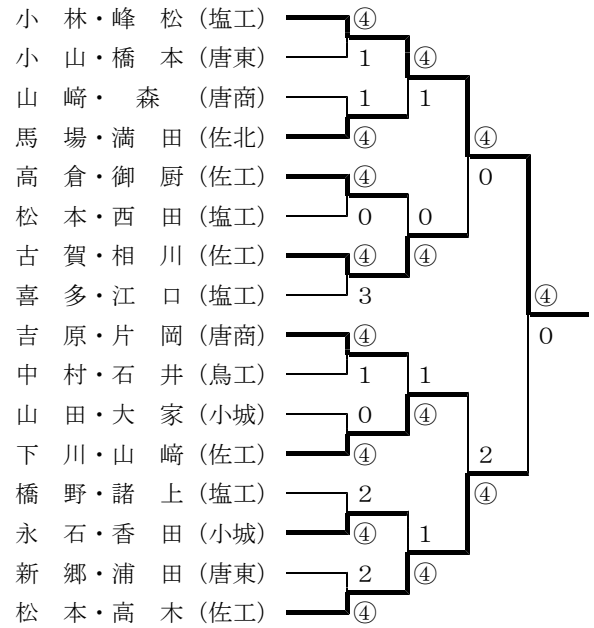 小 林・峰 松 (塩工) ④
小 山・橋 本 (唐東) 1 ④
山 﨑・ 森 (唐商) 1 1
馬 場・満 田 (佐北) ④ ④
高 倉・御 厨 (佐工) ④ 0
松 本・西 田 (塩工) 0 0
古 賀・相 川 (佐工) ④ ④
喜 多・江 口 (塩工) 3 ④
吉 原・片 岡 (唐商) ④ 0
中 村・石 井 (鳥工) 1 1
山 田・大 家 (小城) 0 ④
下 川・山 﨑 (佐工) ④ 2
橋 野・諸 上 (塩工) 2 ④
永 石・香 田 (小城) ④ 1
新 郷・浦 田 (唐東) 2 ④
松 本・高 木 (佐工) ④